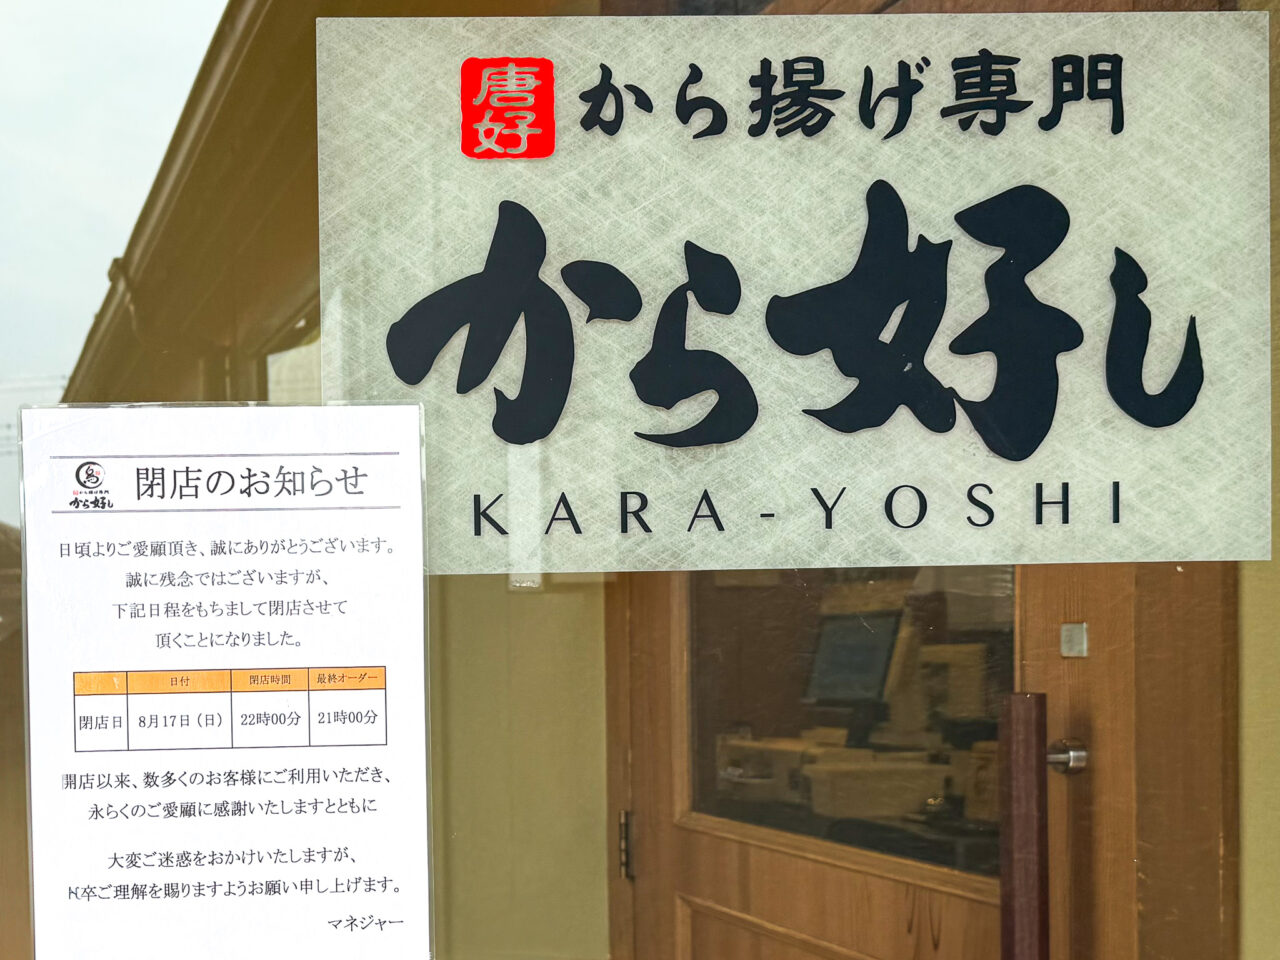 唐好
から揚げ専門
から好し
KARA-YOSHI
から揚げ専門
から好し
閉店のお知らせ
日頃よりご愛顧頂き、誠にありがとうございます。
誠に残念ではございますが、
下記日程をもちまして閉店させて
頂くことになりました。
日付 閉店時間 最終オーダー
閉店日 8月17日（日） 22時00分 21時00分
開店以来、数多くのお客様にご利用いただき、
永らくのご愛顧に感謝いたしますとともに
大変ご迷惑をおかけいたしますが、
卒ご理解を賜りますようお願い申し上げます。
マネジャー